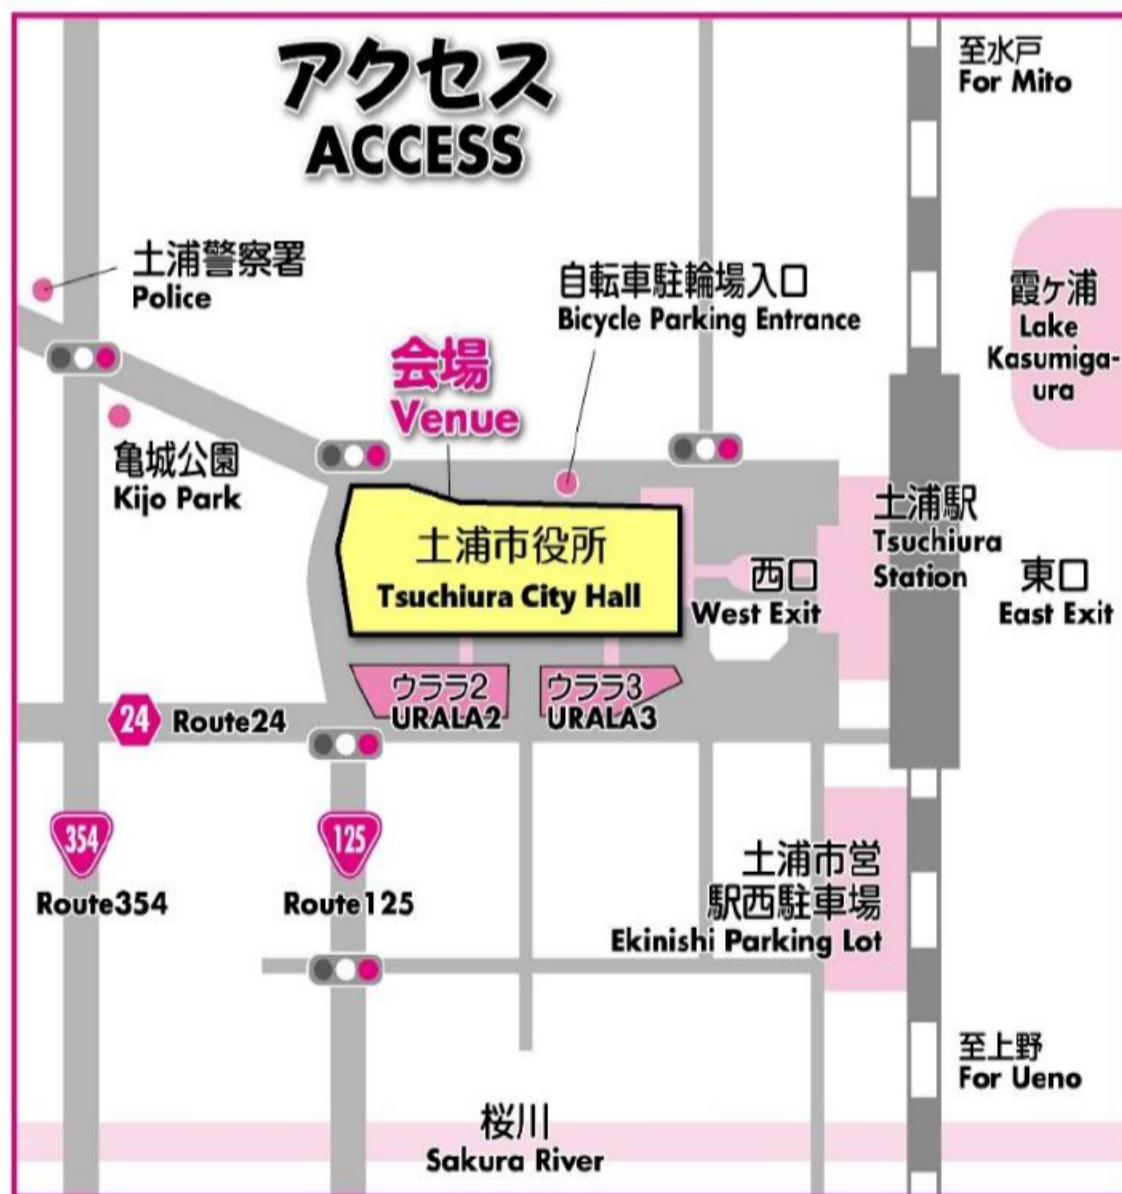 アクセス
ACCESS
至水戸
For Mito
土浦警察署
Police
自転車駐輪場入口
Bicycle Parking Entrance
霞ヶ浦
Lake
Kasumiga-
ura
会場
Venue
亀城公園
Kijo Park
土浦市役所
Tsuchiura City Hall
土浦駅
Tsuchiura
Station
西口
West Exit
東口
East Exit
ウララ2
URALA2
ウララ3
URALA3
24
Route24
354
Route354
125
Route125
土浦市営
駅西駐車場
Ekinishi Parking Lot
至上野
For Ueno
桜川
Sakura River